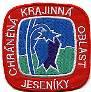 CHRÁNĚNÁ KRAJINNÁ OBLAST
JESENÍKY